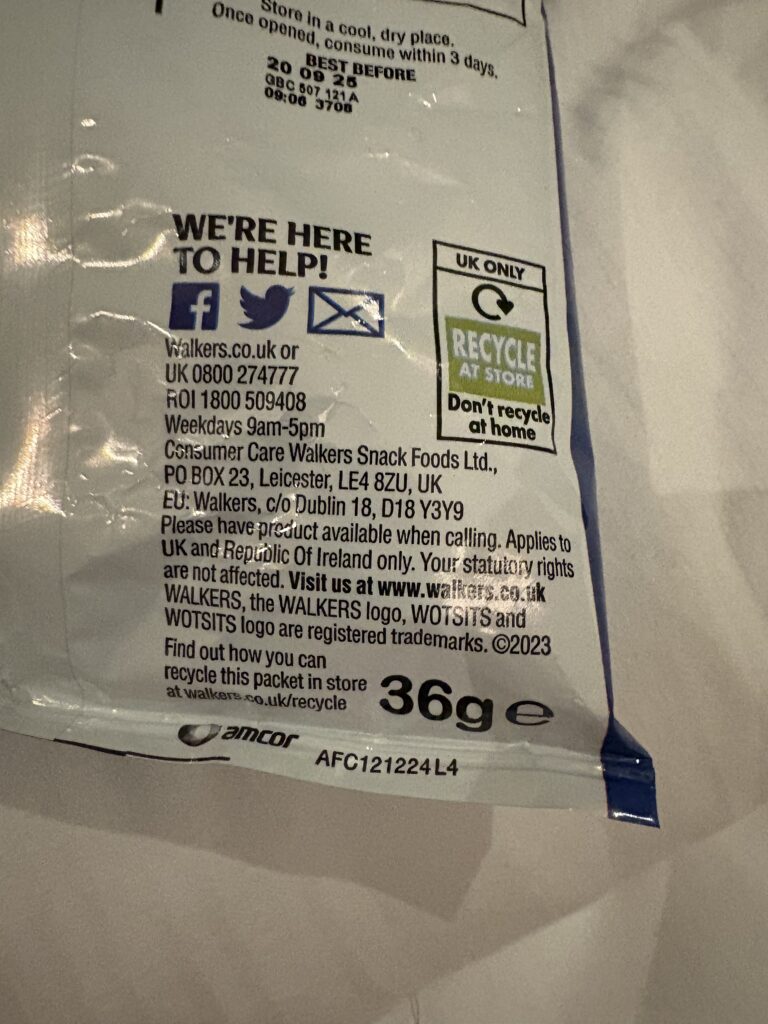 Store in a cool, dry place.
Once opened, consume within 3 days.
BEST BEFORE
20 09 25
GBC 507 121A
09:06 3706
WE'RE HERE
TO HELP!
Walkers.co.uk or
UK 0800 274777
ROI 1800 509408
Weekdays 9am-5pm
Consumer Care Walkers Snack Foods Ltd.,
PO BOX 23, Leicester, LE4 8ZU, UK
EU: Walkers, c/o Dublin 18, D18 Y3Y9
Please have product available when calling. Applies to
UK and Republic Of Ireland only. Your statutory rights
are not affected. Visit us at www.walkers.co.uk
WALKERS, the WALKERS logo, WOTSITS and
WOTSITS logo are registered trademarks. ©2023
Find out how you can
recycle this packet in store
at walkers.co.uk/recycle
36g e
UK ONLY
RECYCLE
AT STORE
Don't recycle
at home
amcor
AFC121224L4